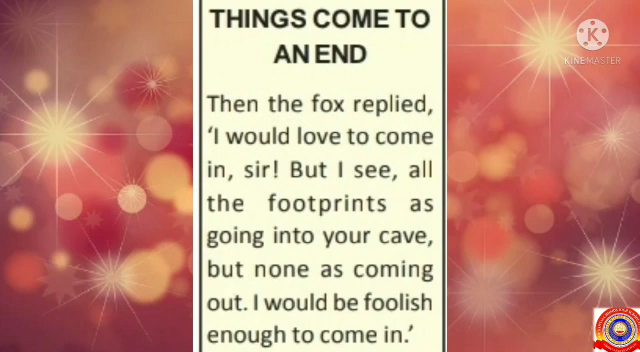 THINGS COME TO
AN END
Then the fox replied,
‘I would love to come
in, sir! But I see, all
the footprints as
going into your cave,
but none as coming
out. I would be foolish
enough to come in.’
K
KINEMASTER